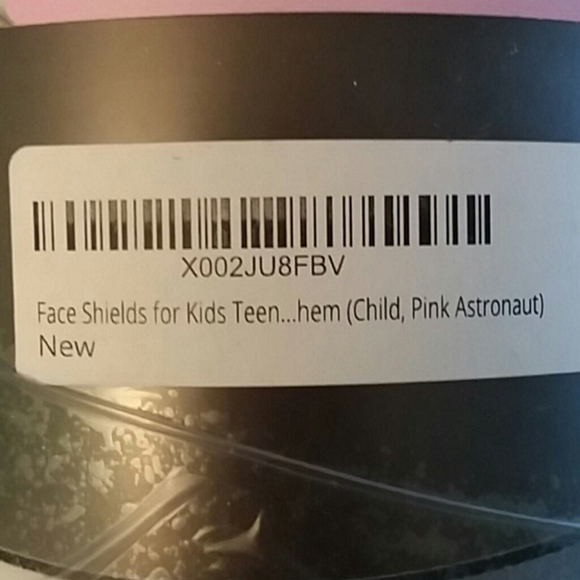 X002JU8FBV
Face Shields for Kids Teen...hem (Child, Pink Astronaut)
New